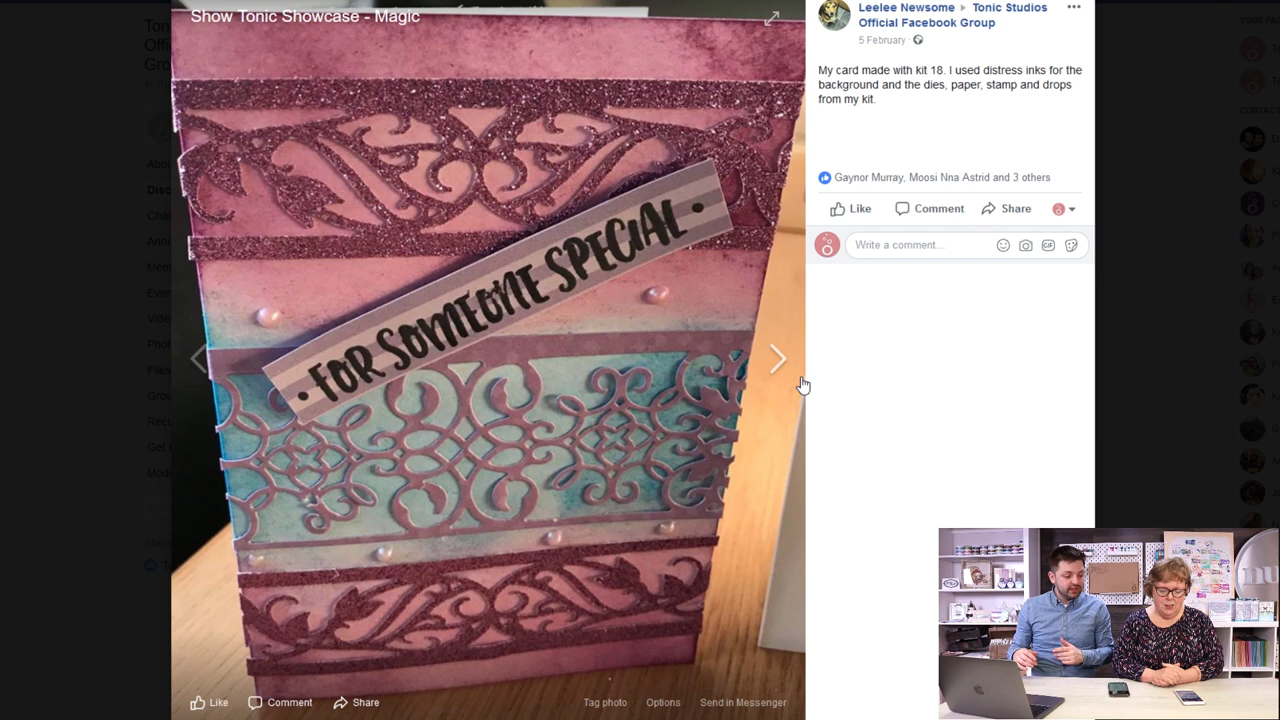 Show Tonic Showcase - Magic
• FOR SOMEONE SPECIAL •
Like
Comment
Share
Tag photo
Options
Send in Messenger
Leelee Newsome ▸ Tonic Studios
Official Facebook Group
5 February ·
My card made with kit 18. I used distress inks for the
background and the dies, paper, stamp and drops
from my kit.
Gaynor Murray, Moosi Nna Astrid and 3 others
Like
Comment
Share
Write a comment...
GIF